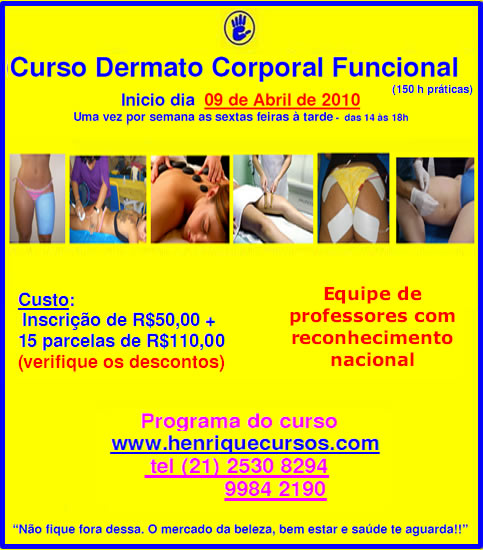 Curso Dermato Corporal Funcional
(150 h práticas)
Inicio dia 09 de Abril de 2010
Uma vez por semana as sextas feiras à tarde - das 14 às 18h
Custo:
Inscrição de R$50,00 +
15 parcelas de R$110,00
(verifique os descontos)
Equipe de
professores com
reconhecimento
nacional
Programa do curso
www.henriquecursos.com
tel (21) 2530 8294
9984 2190
“Não fique fora dessa. O mercado da beleza, bem estar e saúde te aguarda!!”